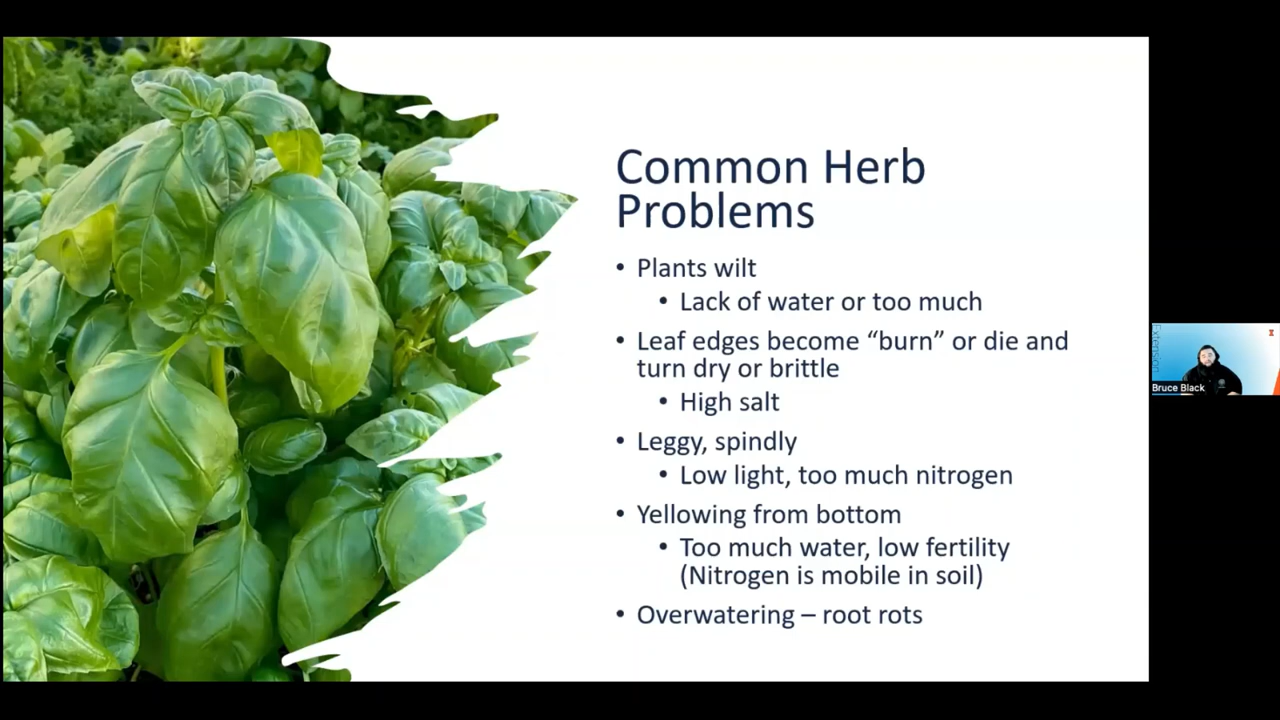 Common Herb
Problems
• Plants wilt
• Lack of water or too much
• Leaf edges become “burn” or die and
turn dry or brittle
• High salt
• Leggy, spindly
• Low light, too much nitrogen
• Yellowing from bottom
• Too much water, low fertility
(Nitrogen is mobile in soil)
• Overwatering – root rots
Extension
Bruce Black